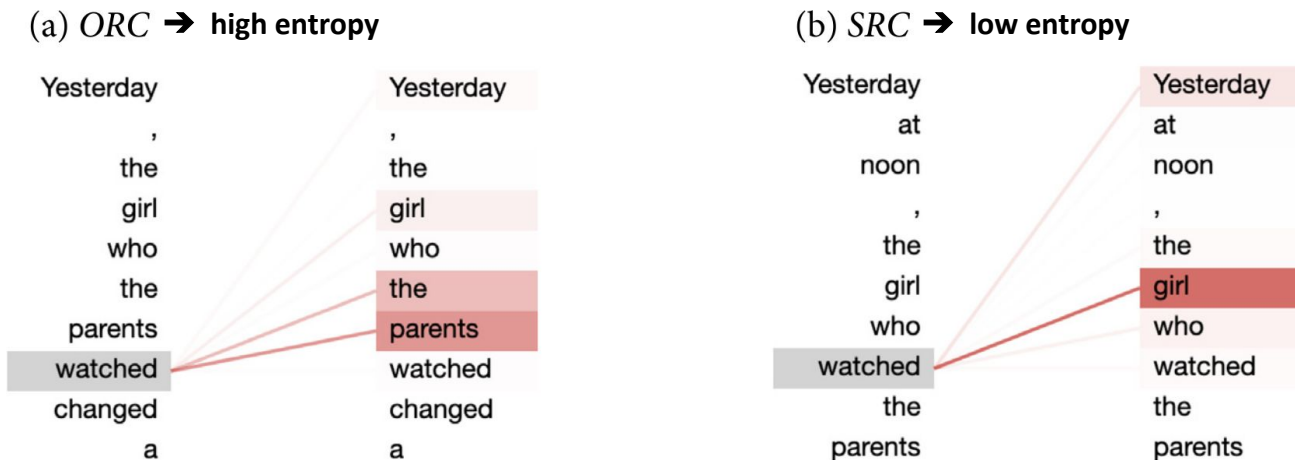 (a) ORC ➔ high entropy
Yesterday Yesterday
, ,
the the
girl girl
who who
the the
parents parents
watched watched
changed changed
a a
(b) SRC ➔ low entropy
Yesterday Yesterday
at at
noon noon
, ,
the the
girl girl
who who
watched watched
the the
parents parents